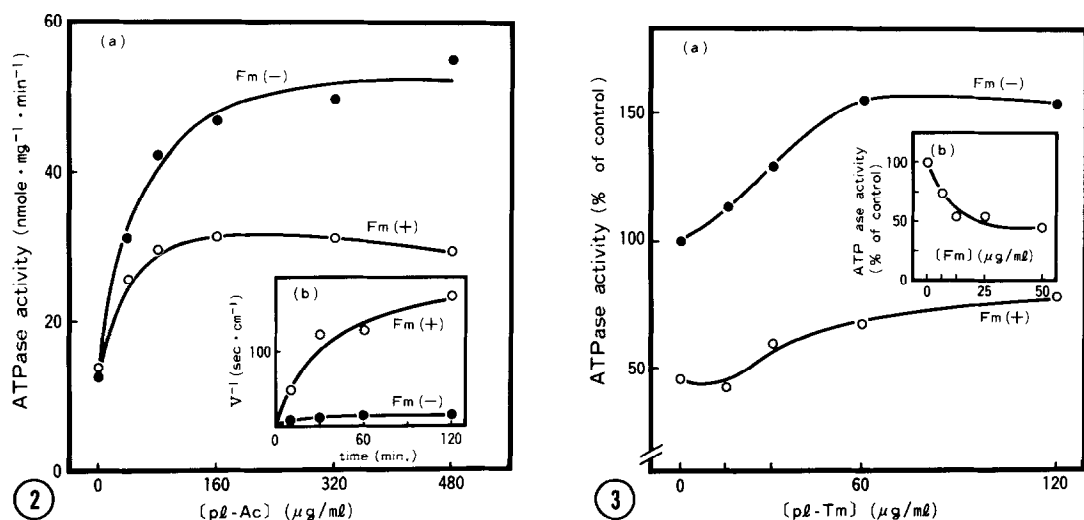 60
(a)
Fm(−)
40
ATPase activity (nmole·mg⁻¹·min⁻¹)
Fm(+)
20
(b)
Fm(+)
V⁻¹(sec·cm⁻¹)
100
Fm(−)
0 60 120
time (min.)
0
0 160 320 480
2
[pℓ-Ac] (μg/mℓ)
(a)
Fm(−)
150
(b)
100
ATP ase activity
(% of control)
50
[Fm] (μg/mℓ)
0
0 25 50
ATPase activity (% of control)
100
Fm(+)
50
0 60 120
3
[pℓ-Tm] (μg/mℓ)